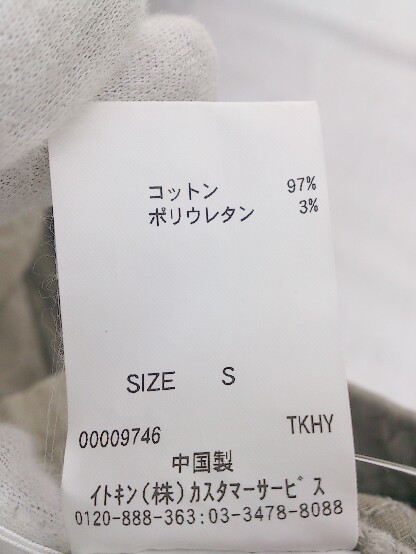 コットン 97%
ポリウレタン 3%
SIZE S
00009746 TKHY
中国製
イトキン(株)カスタマーサービス
0120-888-363:03-3478-8088